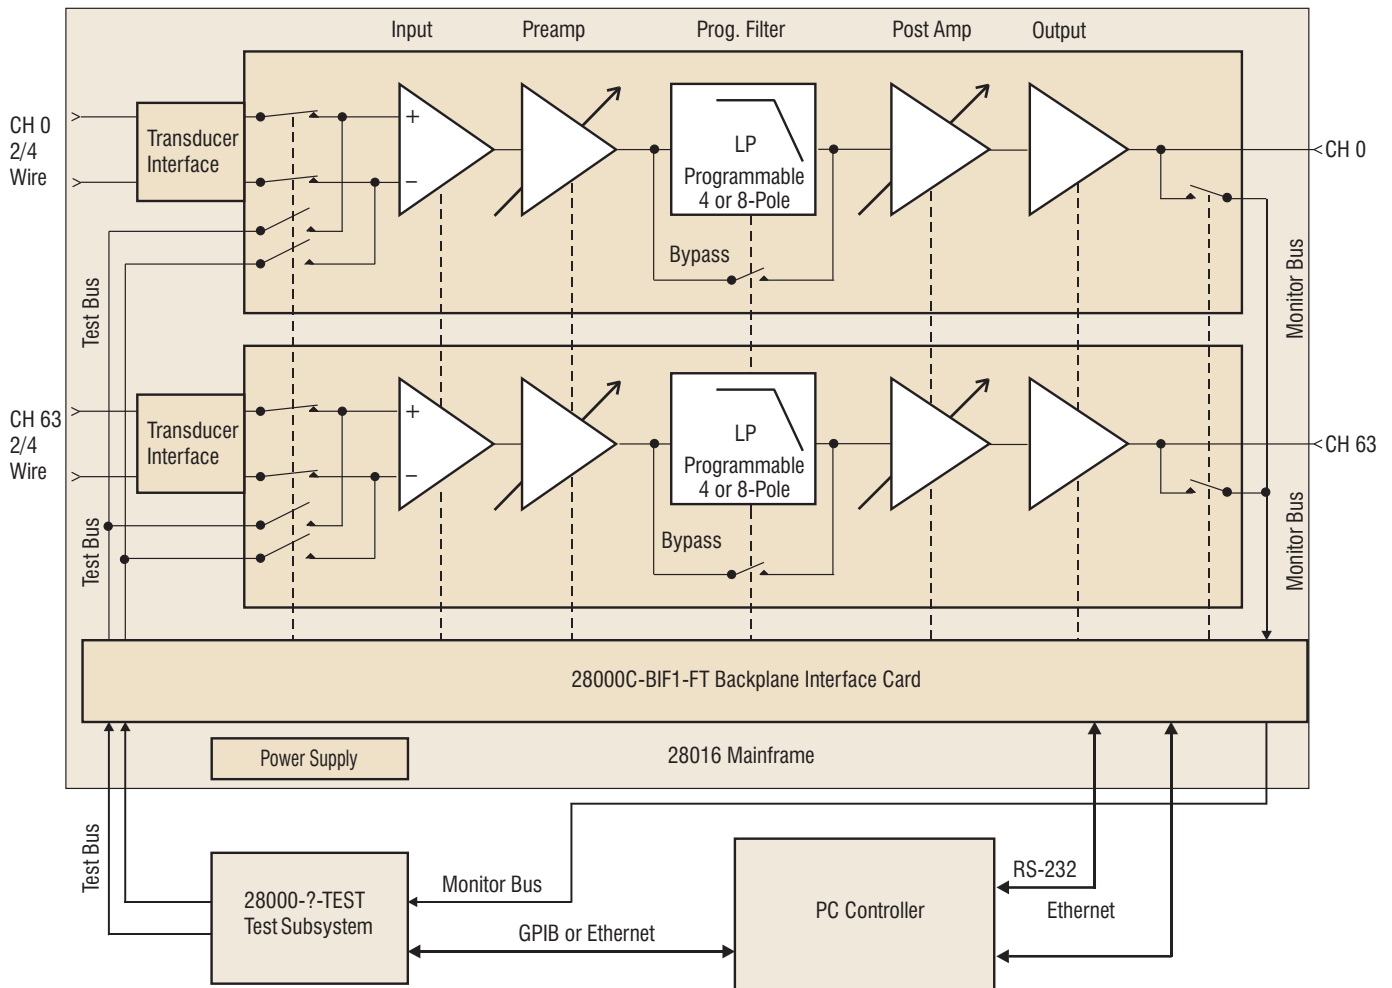 Input Preamp Prog. Filter Post Amp Output
CH 0
2/4
Wire
Transducer
Interface
+
−
LP
Programmable
4 or 8-Pole
Bypass
CH 0
Test Bus
Monitor Bus
CH 63
2/4
Wire
Transducer
Interface
+
−
LP
Programmable
4 or 8-Pole
Bypass
CH 63
Test Bus
Monitor Bus
28000C-BIF1-FT Backplane Interface Card
Power Supply
28016 Mainframe
Test Bus
28000-?-TEST
Test Subsystem
Monitor Bus
GPIB or Ethernet
PC Controller
RS-232
Ethernet